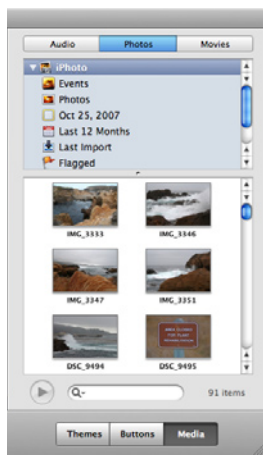 Audio Photos Movies
iPhoto
Events
Photos
Oct 25, 2007
Last 12 Months
Last Import
Flagged
IMG_3333 IMG_3346
IMG_3347 IMG_3351
DSC_9494 DSC_9495
91 items
Themes Buttons Media